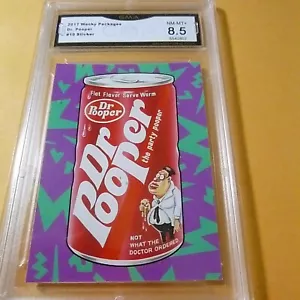 2017 Wacky Packages
Dr. Pooper
#10 Sticker
NM-MT+
8.5
Flat Flavor Serve Warm
Dr
Pooper
Dr
Pooper
the party pooper
NOT
WHAT THE
DOCTOR ORDERED